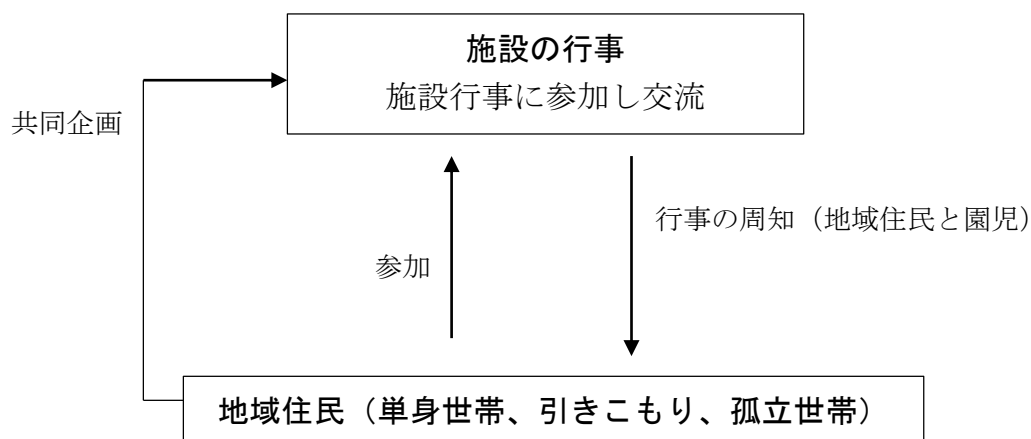 施設の行事
施設行事に参加し交流
共同企画
行事の周知（地域住民と園児）
参加
地域住民（単身世帯、引きこもり、孤立世帯）